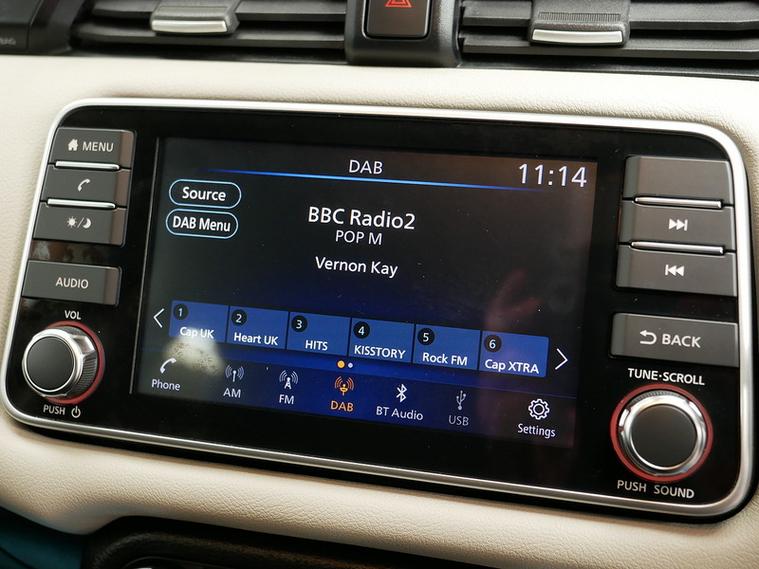 MENU
AUDIO
VOL
PUSH
DAB
11:14
Source
DAB Menu
BBC Radio2
POP M
Vernon Kay
1 Cap UK
2 Heart UK
3 HITS
4 KISSTORY
5 Rock FM
6 Cap XTRA
Phone
AM
FM
DAB
BT Audio
USB
Settings
BACK
TUNE·SCROLL
PUSH SOUND